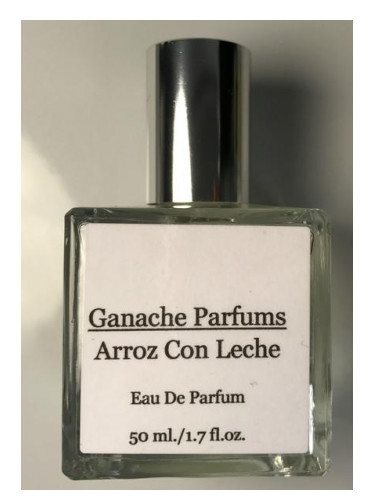 Ganache Parfums
Arroz Con Leche
Eau De Parfum
50 ml./1.7 fl.oz.